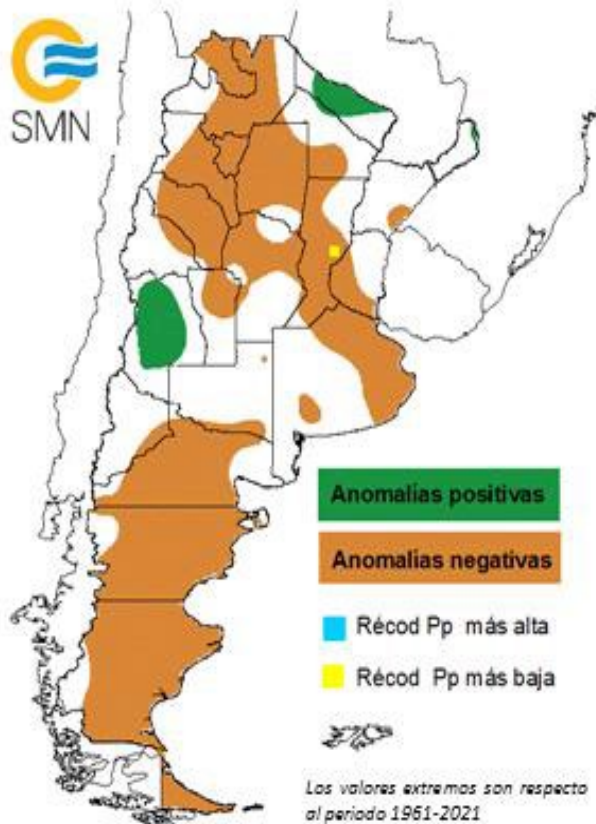 SMN
Anomalías positivas
Anomalías negativas
Récod Pp más alta
Récod Pp más baja
Los valores extremos son respecto
al periodo 1961-2021